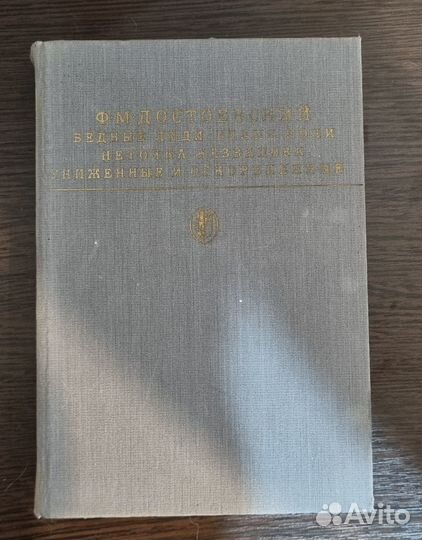 Ф.М.ДОСТОЕВСКИЙ
БЕДНЫЕ ЛЮДИ БЕЛЫЕ НОЧИ
НЕТОЧКА НЕЗВАНОВА
УНИЖЕННЫЕ И ОСКОРБЛЕННЫЕ
Avito